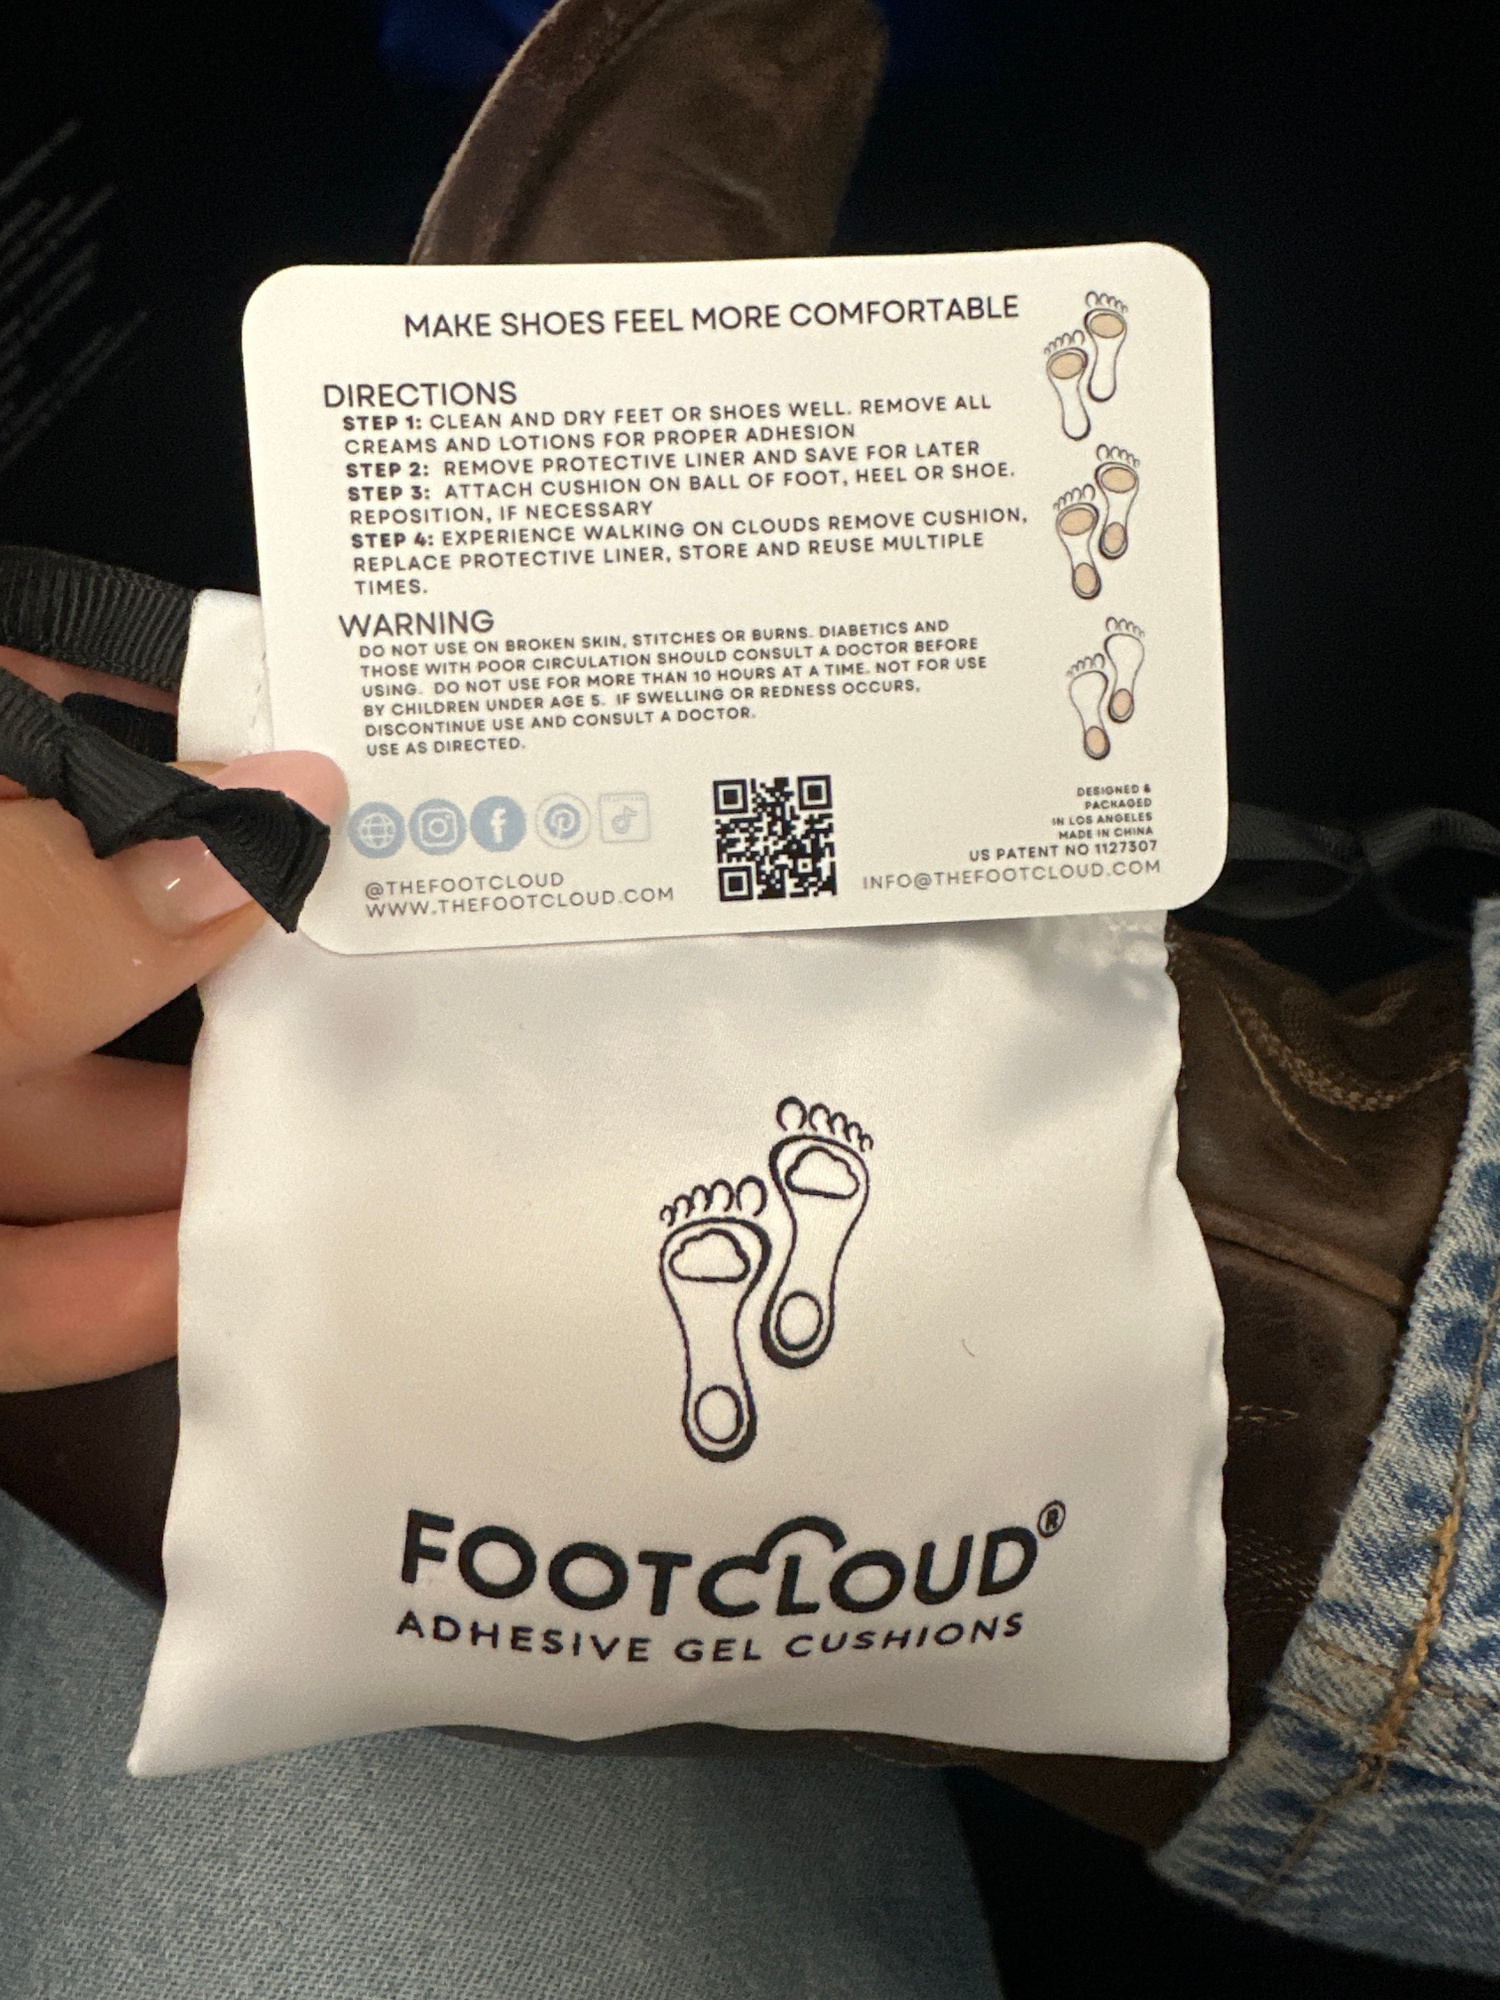 MAKE SHOES FEEL MORE COMFORTABLE
DIRECTIONS
STEP 1: CLEAN AND DRY FEET OR SHOES WELL. REMOVE ALL
CREAMS AND LOTIONS FOR PROPER ADHESION
STEP 2: REMOVE PROTECTIVE LINER AND SAVE FOR LATER
STEP 3: ATTACH CUSHION ON BALL OF FOOT, HEEL OR SHOE.
REPOSITION, IF NECESSARY
STEP 4: EXPERIENCE WALKING ON CLOUDS REMOVE CUSHION,
REPLACE PROTECTIVE LINER, STORE AND REUSE MULTIPLE
TIMES.
WARNING
DO NOT USE ON BROKEN SKIN, STITCHES OR BURNS. DIABETICS AND
THOSE WITH POOR CIRCULATION SHOULD CONSULT A DOCTOR BEFORE
USING. DO NOT USE FOR MORE THAN 10 HOURS AT A TIME. NOT FOR USE
BY CHILDREN UNDER AGE 5. IF SWELLING OR REDNESS OCCURS,
DISCONTINUE USE AND CONSULT A DOCTOR.
USE AS DIRECTED.
@THEFOOTCLOUD
WWW.THEFOOTCLOUD.COM
DESIGNED &
PACKAGED
IN LOS ANGELES
MADE IN CHINA
US PATENT NO 1127307
INFO@THEFOOTCLOUD.COM
FOOTCLOUD®
ADHESIVE GEL CUSHIONS